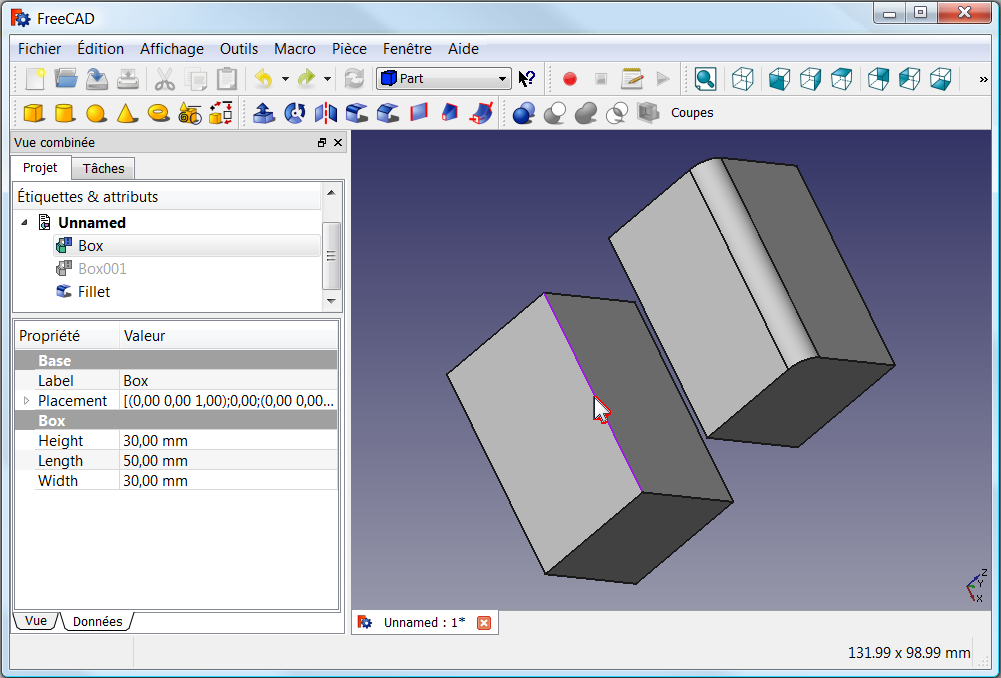 FreeCAD
Fichier Édition Affichage Outils Macro Pièce Fenêtre Aide
Part
»
Coupes
Vue combinée
Projet Tâches
Étiquettes & attributs
Unnamed
Box
Box001
Fillet
Propriété Valeur
Base
Label Box
Placement [(0,00 0,00 1,00);0,00;(0,00 0,00...
Box
Height 30,00 mm
Length 50,00 mm
Width 30,00 mm
Vue Données
Z
Y
X
Unnamed : 1*
131.99 x 98.99 mm